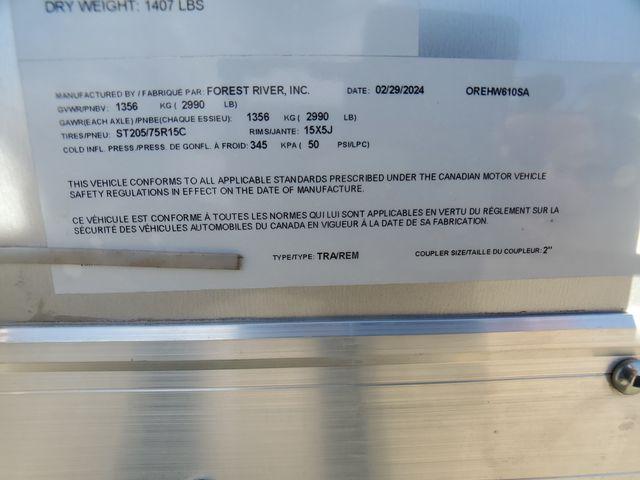 DRY WEIGHT: 1407 LBS
MANUFACTURED BY / FABRIQUÉ PAR: FOREST RIVER, INC. DATE: 02/29/2024 OREHW610SA
GVWR/PNBV: 1356 KG ( 2990 LB)
GAWR(EACH AXLE) /PNBE(CHAQUE ESSIEU): 1356 KG ( 2990 LB)
TIRES/PNEU: ST205/75R15C RIMS/JANTE: 15X5J
COLD INFL. PRESS./PRESS. DE GONFL. À FROID: 345 KPA ( 50 PSI/LPC)
THIS VEHICLE CONFORMS TO ALL APPLICABLE STANDARDS PRESCRIBED UNDER THE CANADIAN MOTOR VEHICLE
SAFETY REGULATIONS IN EFFECT ON THE DATE OF MANUFACTURE.
CE VÉHICULE EST CONFORME À TOUTES LES NORMES QUI LUI SONT APPLICABLES EN VERTU DU RÈGLEMENT SUR LA
SÉCURITÉ DES VÉHICULES AUTOMOBILES DU CANADA EN VIGUEUR À LA DATE DE SA FABRICATION.
TYPE/TYPE: TRA/REM COUPLER SIZE/TAILLE DU COUPLEUR: 2"